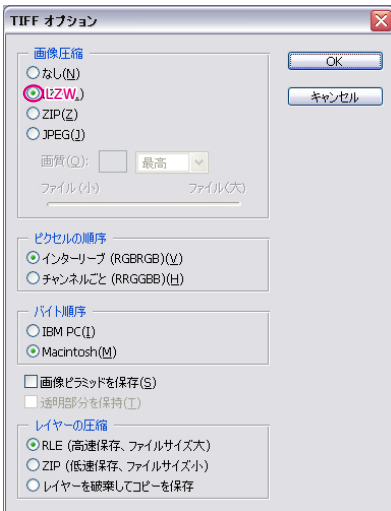 TIFF オプション
画像圧縮
OK
なし(N)
LZW
キャンセル
ZIP(Z)
JPEG(J)
画質(Q): 最高
ファイル(小) ファイル(大)
ピクセルの順序
インターリーブ (RGBRGB)(V)
チャンネルごと (RRGGBB)(H)
バイト順序
IBM PC(I)
Macintosh(M)
画像ピラミッドを保存(S)
透明部分を保持(T)
レイヤーの圧縮
RLE (高速保存、ファイルサイズ大)
ZIP (低速保存、ファイルサイズ小)
レイヤーを破棄してコピーを保存